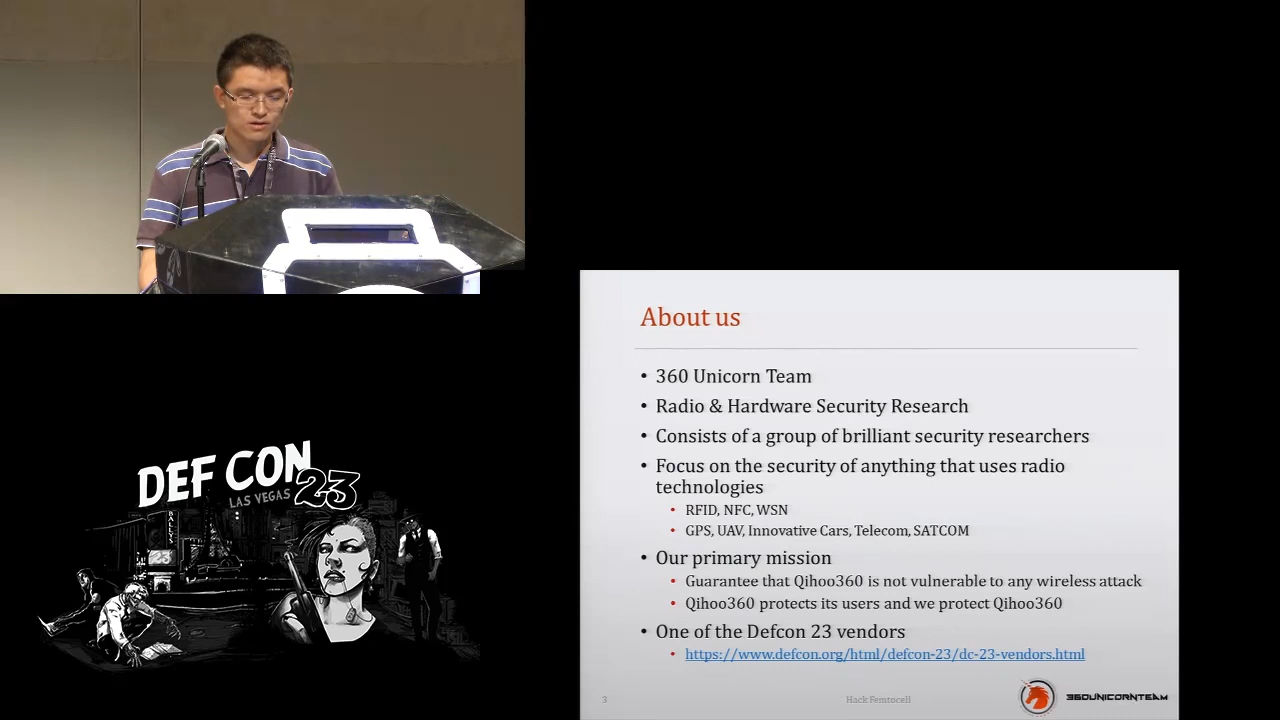 About us
• 360 Unicorn Team
• Radio & Hardware Security Research
• Consists of a group of brilliant security researchers
• Focus on the security of anything that uses radio
technologies
• RFID, NFC, WSN
• GPS, UAV, Innovative Cars, Telecom, SATCOM
• Our primary mission
• Guarantee that Qihoo360 is not vulnerable to any wireless attack
• Qihoo360 protects its users and we protect Qihoo360
• One of the Defcon 23 vendors
• https://www.defcon.org/html/defcon-23/dc-23-vendors.html
3
Hack Femtocell
360UNICORNTEAM
DEF CON
LAS VEGAS 23
BALLYS